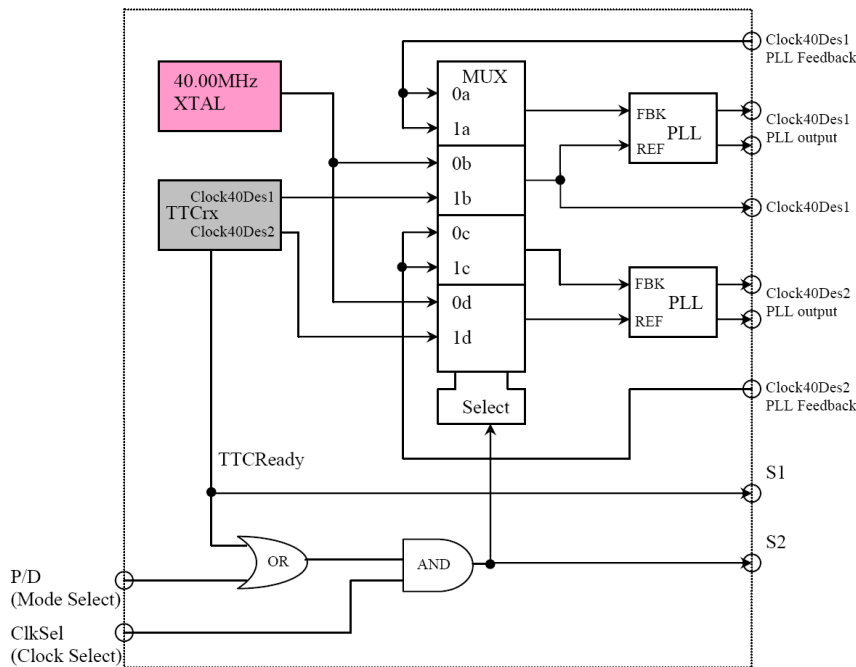 40.00MHz
XTAL
Clock40Des1
TTCrx
Clock40Des2
MUX
0a
1a
0b
1b
0c
1c
0d
1d
Select
FBK
REF
PLL
FBK
REF
PLL
Clock40Des1
PLL Feedback
Clock40Des1
PLL output
Clock40Des1
Clock40Des2
PLL output
Clock40Des2
PLL Feedback
TTCReady
S1
S2
OR
AND
P/D
(Mode Select)
ClkSel
(Clock Select)